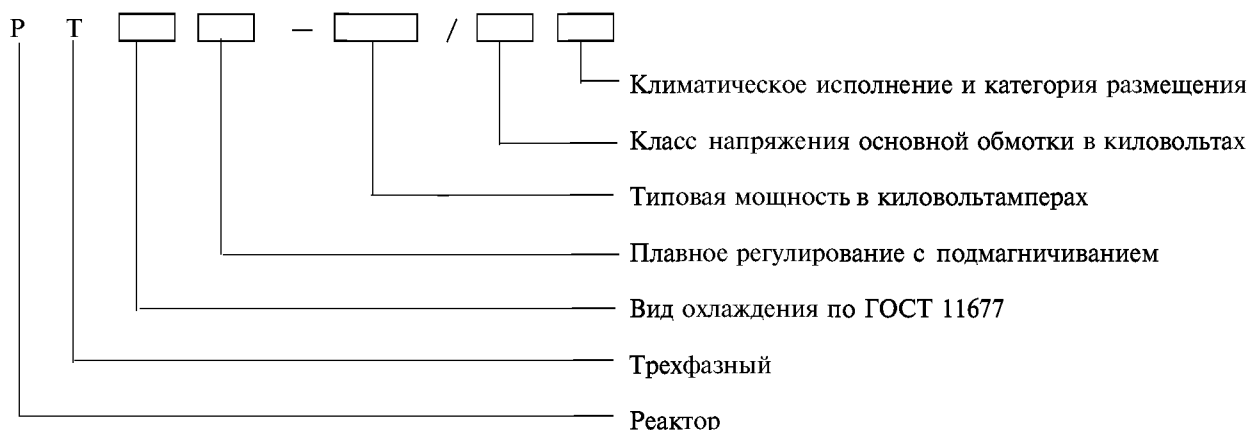 Р Т – /
Климатическое исполнение и категория размещения
Класс напряжения основной обмотки в киловольтах
Типовая мощность в киловольтамперах
Плавное регулирование с подмагничиванием
Вид охлаждения по ГОСТ 11677
Трехфазный
Реактор